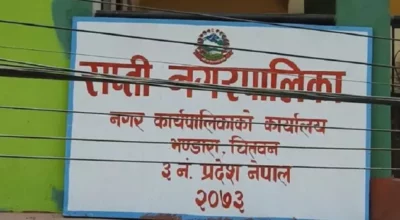 राप्ती नगरपालिका
नगर कार्यपालिकाको कार्यालय
भण्डारा, चितवन
३ नं. प्रदेश नेपाल
२०७३